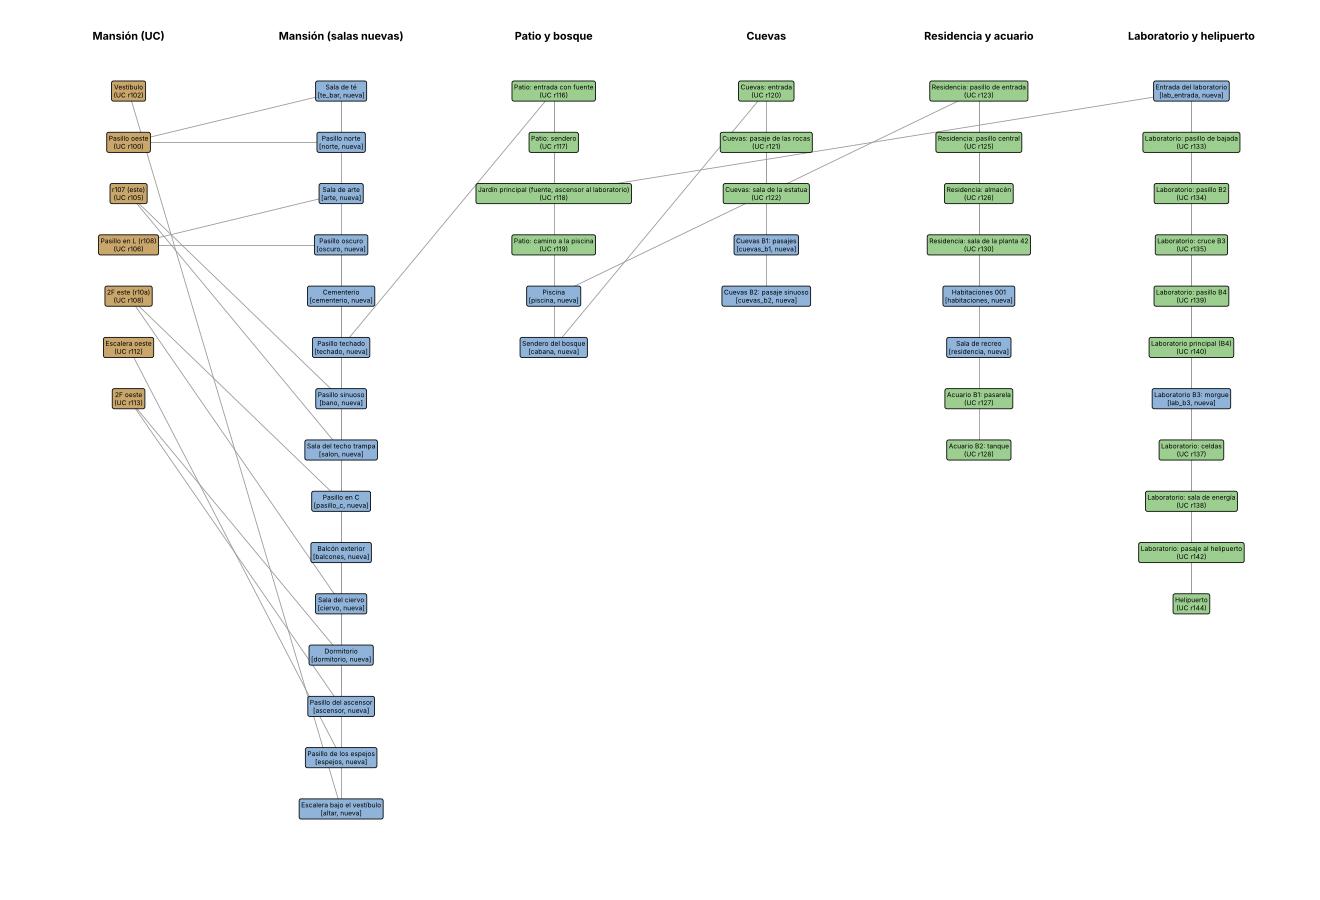 Mansión (UC)
Vestíbulo
(UC r102)
Pasillo oeste
(UC r100)
r107 (este)
(UC r105)
Pasillo en L (r108)
(UC r106)
2F este (r10a)
(UC r108)
Escalera oeste
(UC r112)
2F oeste
(UC r113)
Mansión (salas nuevas)
Sala de té
[te_bar, nueva]
Pasillo norte
[norte, nueva]
Sala de arte
[arte, nueva]
Pasillo oscuro
[oscuro, nueva]
Cementerio
[cementerio, nueva]
Pasillo techado
[techado, nueva]
Pasillo sinuoso
[bano, nueva]
Sala del techo trampa
[salon, nueva]
Pasillo en C
[pasillo_c, nueva]
Balcón exterior
[balcones, nueva]
Sala del ciervo
[ciervo, nueva]
Dormitorio
[dormitorio, nueva]
Pasillo del ascensor
[ascensor, nueva]
Pasillo de los espejos
[espejos, nueva]
Escalera bajo el vestíbulo
[altar, nueva]
Patio y bosque
Patio: entrada con fuente
(UC r116)
Patio: sendero
(UC r117)
Jardín principal (fuente, ascensor al laboratorio)
(UC r118)
Patio: camino a la piscina
(UC r119)
Piscina
[piscina, nueva]
Sendero del bosque
[cabana, nueva]
Cuevas
Cuevas: entrada
(UC r120)
Cuevas: pasaje de las rocas
(UC r121)
Cuevas: sala de la estatua
(UC r122)
Cuevas B1: pasajes
[cuevas_b1, nueva]
Cuevas B2: pasaje sinuoso
[cuevas_b2, nueva]
Residencia y acuario
Residencia: pasillo de entrada
(UC r123)
Residencia: pasillo central
(UC r125)
Residencia: almacén
(UC r126)
Residencia: sala de la planta 42
(UC r130)
Habitaciones 001
[habitaciones, nueva]
Sala de recreo
[residencia, nueva]
Acuario B1: pasarela
(UC r127)
Acuario B2: tanque
(UC r128)
Laboratorio y helipuerto
Entrada del laboratorio
[lab_entrada, nueva]
Laboratorio: pasillo de bajada
(UC r133)
Laboratorio: pasillo B2
(UC r134)
Laboratorio: cruce B3
(UC r135)
Laboratorio: pasillo B4
(UC r139)
Laboratorio principal (B4)
(UC r140)
Laboratorio B3: morgue
[lab_b3, nueva]
Laboratorio: celdas
(UC r137)
Laboratorio: sala de energía
(UC r138)
Laboratorio: pasaje al helipuerto
(UC r142)
Helipuerto
(UC r144)